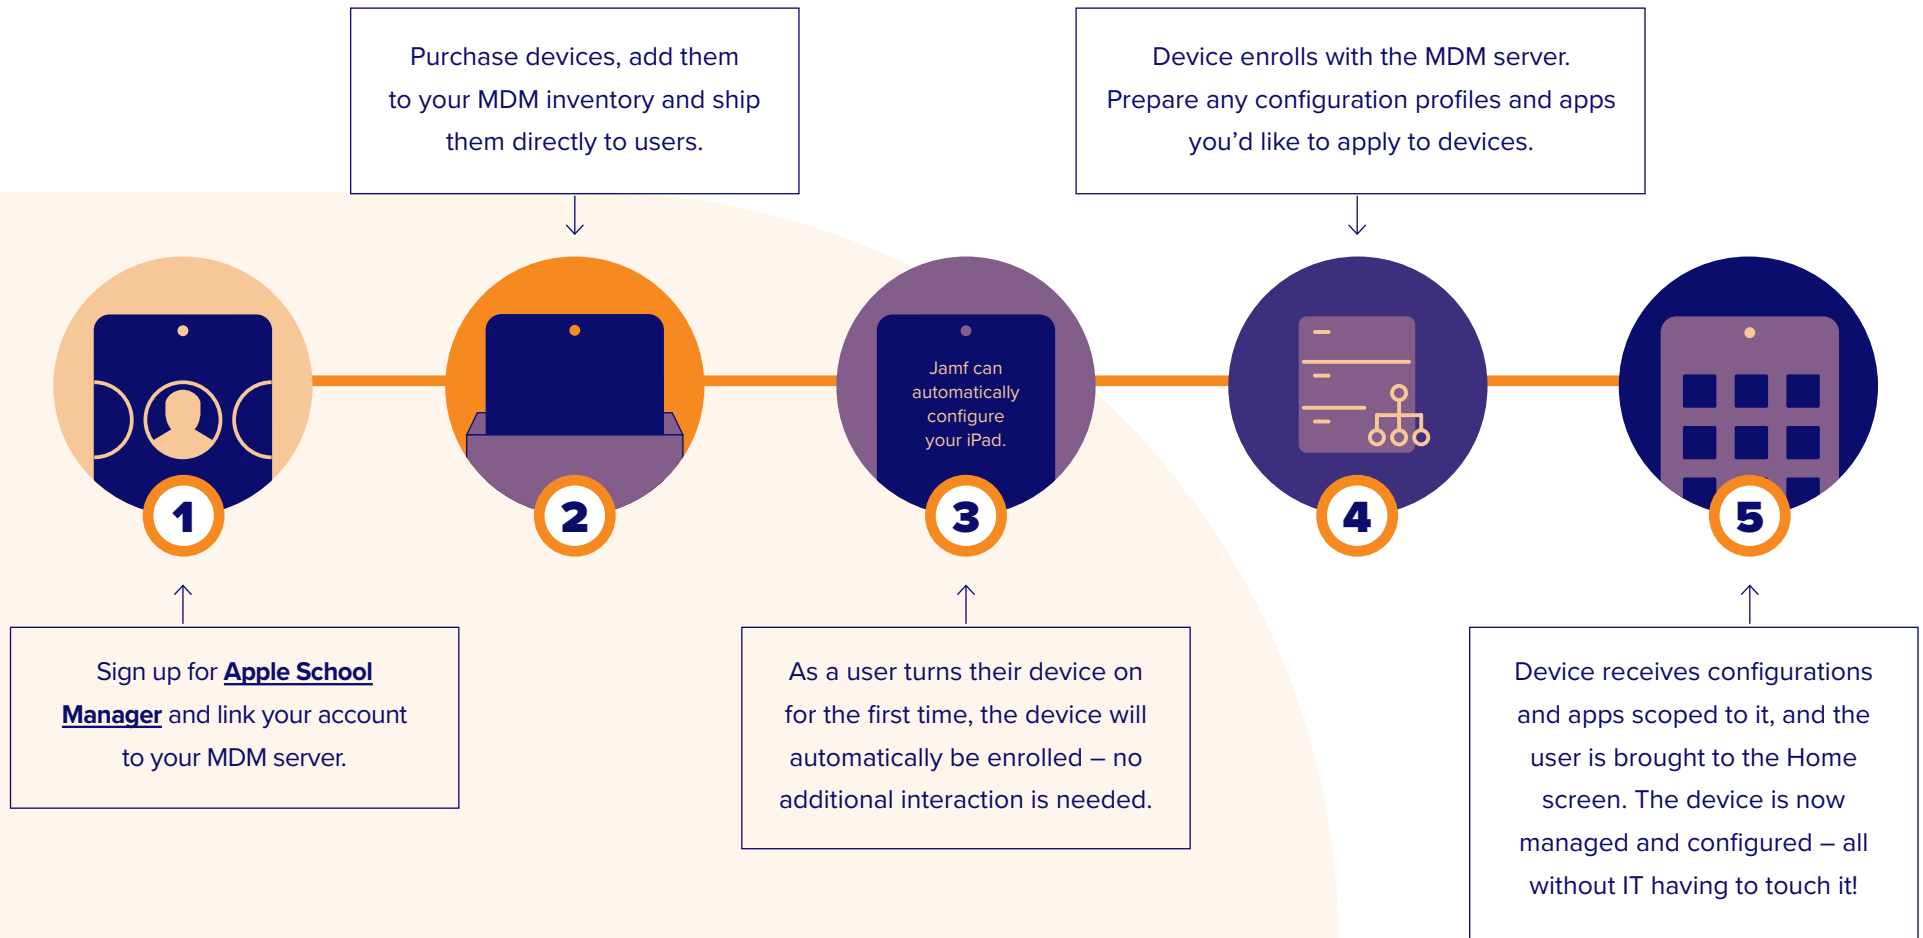 Purchase devices, add them
to your MDM inventory and ship
them directly to users.
Device enrolls with the MDM server.
Prepare any configuration profiles and apps
you’d like to apply to devices.
Jamf can
automatically
configure
your iPad.
1
2
3
4
5
Sign up for Apple School
Manager and link your account
to your MDM server.
As a user turns their device on
for the first time, the device will
automatically be enrolled – no
additional interaction is needed.
Device receives configurations
and apps scoped to it, and the
user is brought to the Home
screen. The device is now
managed and configured – all
without IT having to touch it!